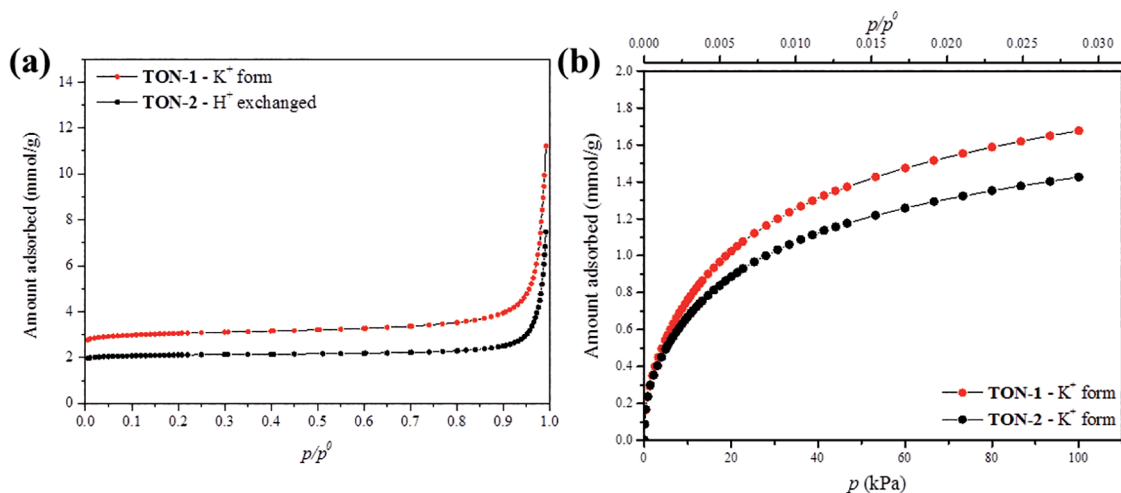 (a)
Amount adsorbed (mmol/g)
14
12
10
8
6
4
2
0
TON-1 - K⁺ form
TON-2 - H⁺ exchanged
0.0 0.1 0.2 0.3 0.4 0.5 0.6 0.7 0.8 0.9 1.0
p/p⁰
p/p⁰
0.000 0.005 0.010 0.015 0.020 0.025 0.030
(b)
Amount adsorbed (mmol/g)
2.0
1.8
1.6
1.4
1.2
1.0
0.8
0.6
0.4
0.2
0.0
TON-1 - K⁺ form
TON-2 - K⁺ form
0 20 40 60 80 100
p (kPa)